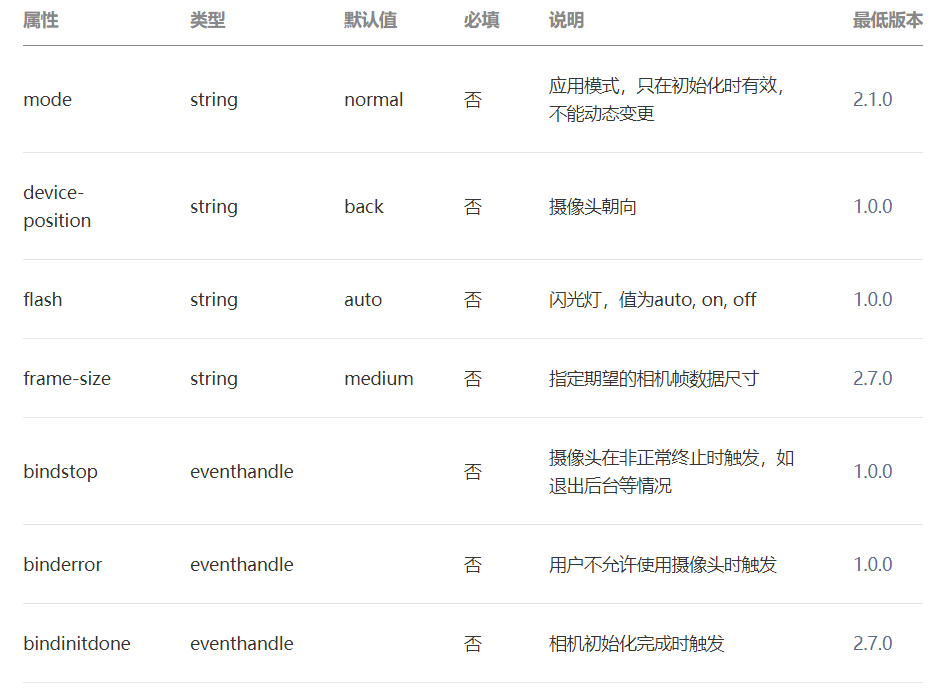 属性 类型 默认值 必填 说明 最低版本
mode string normal 否 应用模式，只在初始化时有效， 2.1.0
不能动态变更
device-
position string back 否 摄像头朝向 1.0.0
flash string auto 否 闪光灯，值为auto, on, off 1.0.0
frame-size string medium 否 指定期望的相机帧数据尺寸 2.7.0
bindstop eventhandle 否 摄像头在非正常终止时触发，如 1.0.0
退出后台等情况
binderror eventhandle 否 用户不允许使用摄像头时触发 1.0.0
bindinitdone eventhandle 否 相机初始化完成时触发 2.7.0